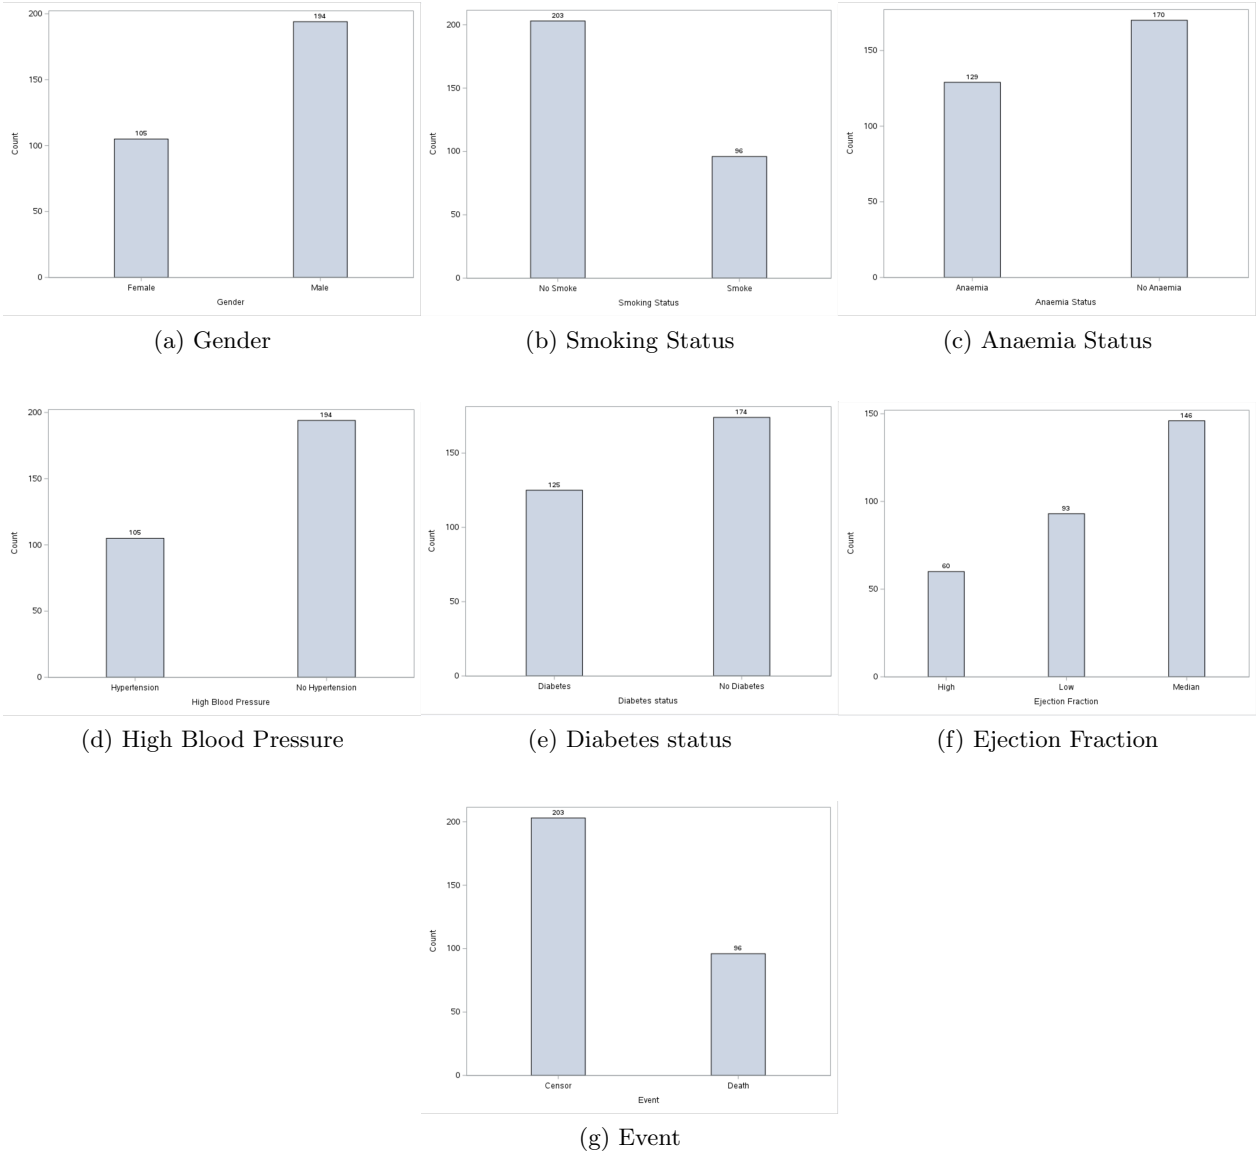 200
194
150
105
100
50
0
Count
Female
Male
Gender
(a) Gender
203
200
150
100
96
50
0
Count
No Smoke
Smoke
Smoking Status
(b) Smoking Status
170
150
129
100
50
0
Count
Anaemia
No Anaemia
Anaemia Status
(c) Anaemia Status
200
194
150
105
100
50
0
Count
Hypertension
No Hypertension
High Blood Pressure
(d) High Blood Pressure
174
150
125
100
50
0
Count
Diabetes
No Diabetes
Diabetes status
(e) Diabetes status
150
146
100
93
60
50
0
Count
High
Low
Median
Ejection Fraction
(f) Ejection Fraction
203
200
150
100
96
50
0
Count
Censor
Death
Event
(g) Event